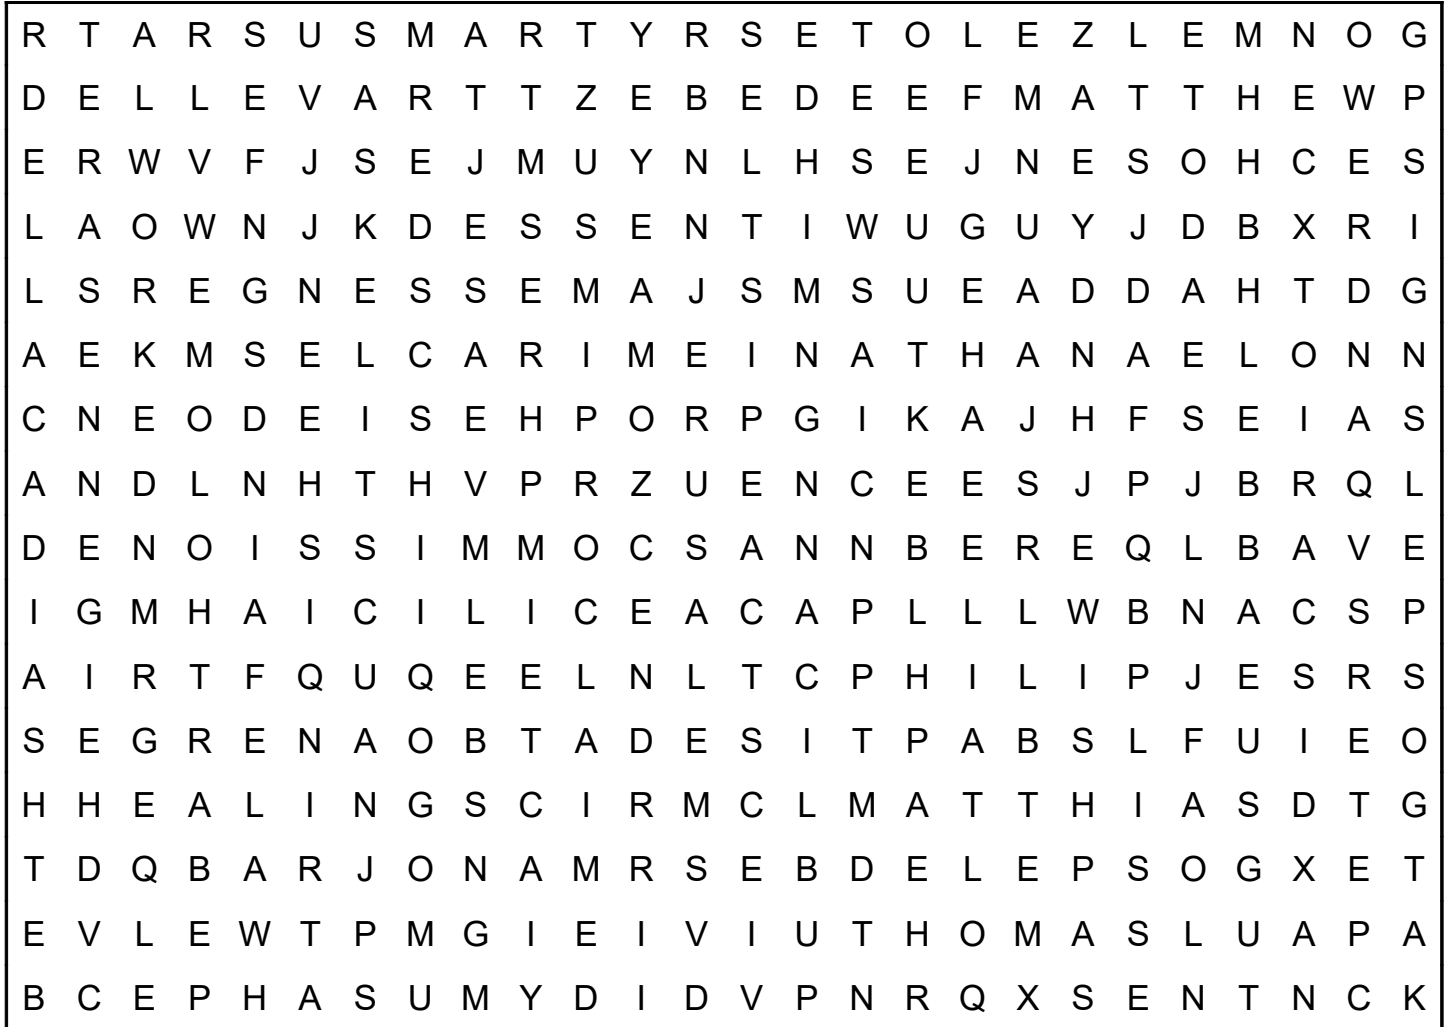 R T A R S U S M A R T Y R S E T O L E Z L E M N O G
D E L L E V A R T T Z E B E D E E F M A T T H E W P
E R W V F J S E J M U Y N L H S E J N E S O H C E S
L A O W N J K D E S S E N T I W U G U Y J D B X R I
L S R E G N E S S E M A J S M S U E A D D A H T D G
A E K M S E L C A R I M E I N A T H A N A E L O N N
C N E O D E I S E H P O R P G I K A J H F S E I A S
A N D L N H T H V P R Z U E N C E E S J P J B R Q L
D E N O I S S I M M O C S A N N B E R E Q L B A V E
I G M H A I C I L I C E A C A P L L L W B N A C S P
A I R T F Q U Q E E L N L T C P H I L I P J E S R S
S E G R E N A O B T A D E S I T P A B S L F U I E O
H H E A L I N G S C I R M C L M A T T H I A S D T G
T D Q B A R J O N A M R S E B D E L E P S O G X E T
E V L E W T P M G I E I V I U T H O M A S L U A P A
B C E P H A S U M Y D I D V P N R Q X S E N T N C K